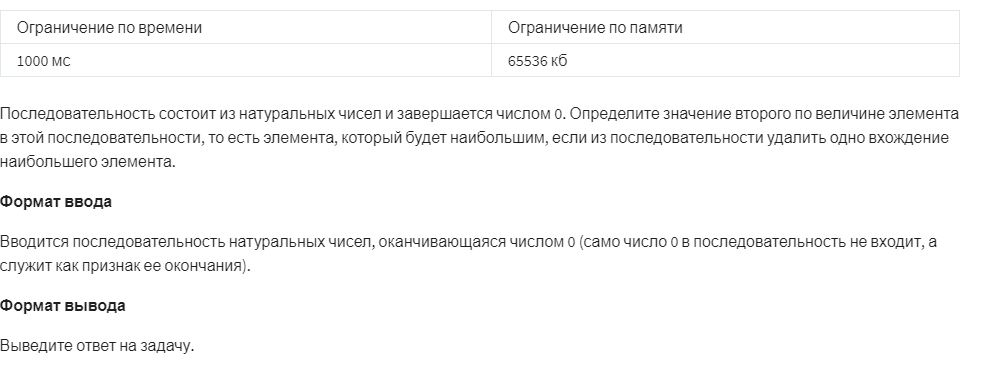 Ограничение по времени Ограничение по памяти
1000 мс 65536 кб
Последовательность состоит из натуральных чисел и завершается числом 0. Определите значение второго по величине элемента
в этой последовательности, то есть элемента, который будет наибольшим, если из последовательности удалить одно вхождение
наибольшего элемента.
Формат ввода
Вводится последовательность натуральных чисел, оканчивающаяся числом 0 (само число 0 в последовательность не входит, а
служит как признак ее окончания).
Формат вывода
Выведите ответ на задачу.